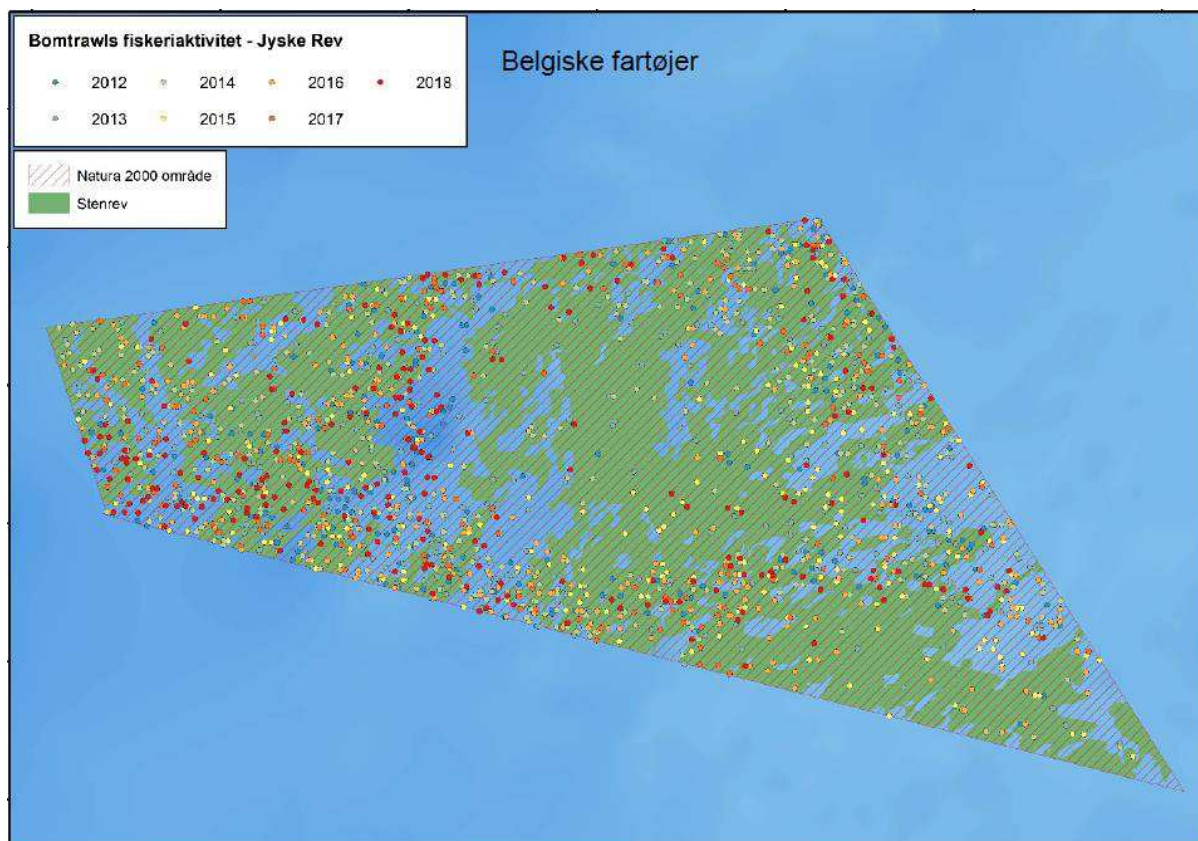 Bomtrawls fiskeriaktivitet - Jyske Rev
2012 2014 2016 2018
2013 2015 2017
Belgiske fartøjer
Natura 2000 område
Stenrev